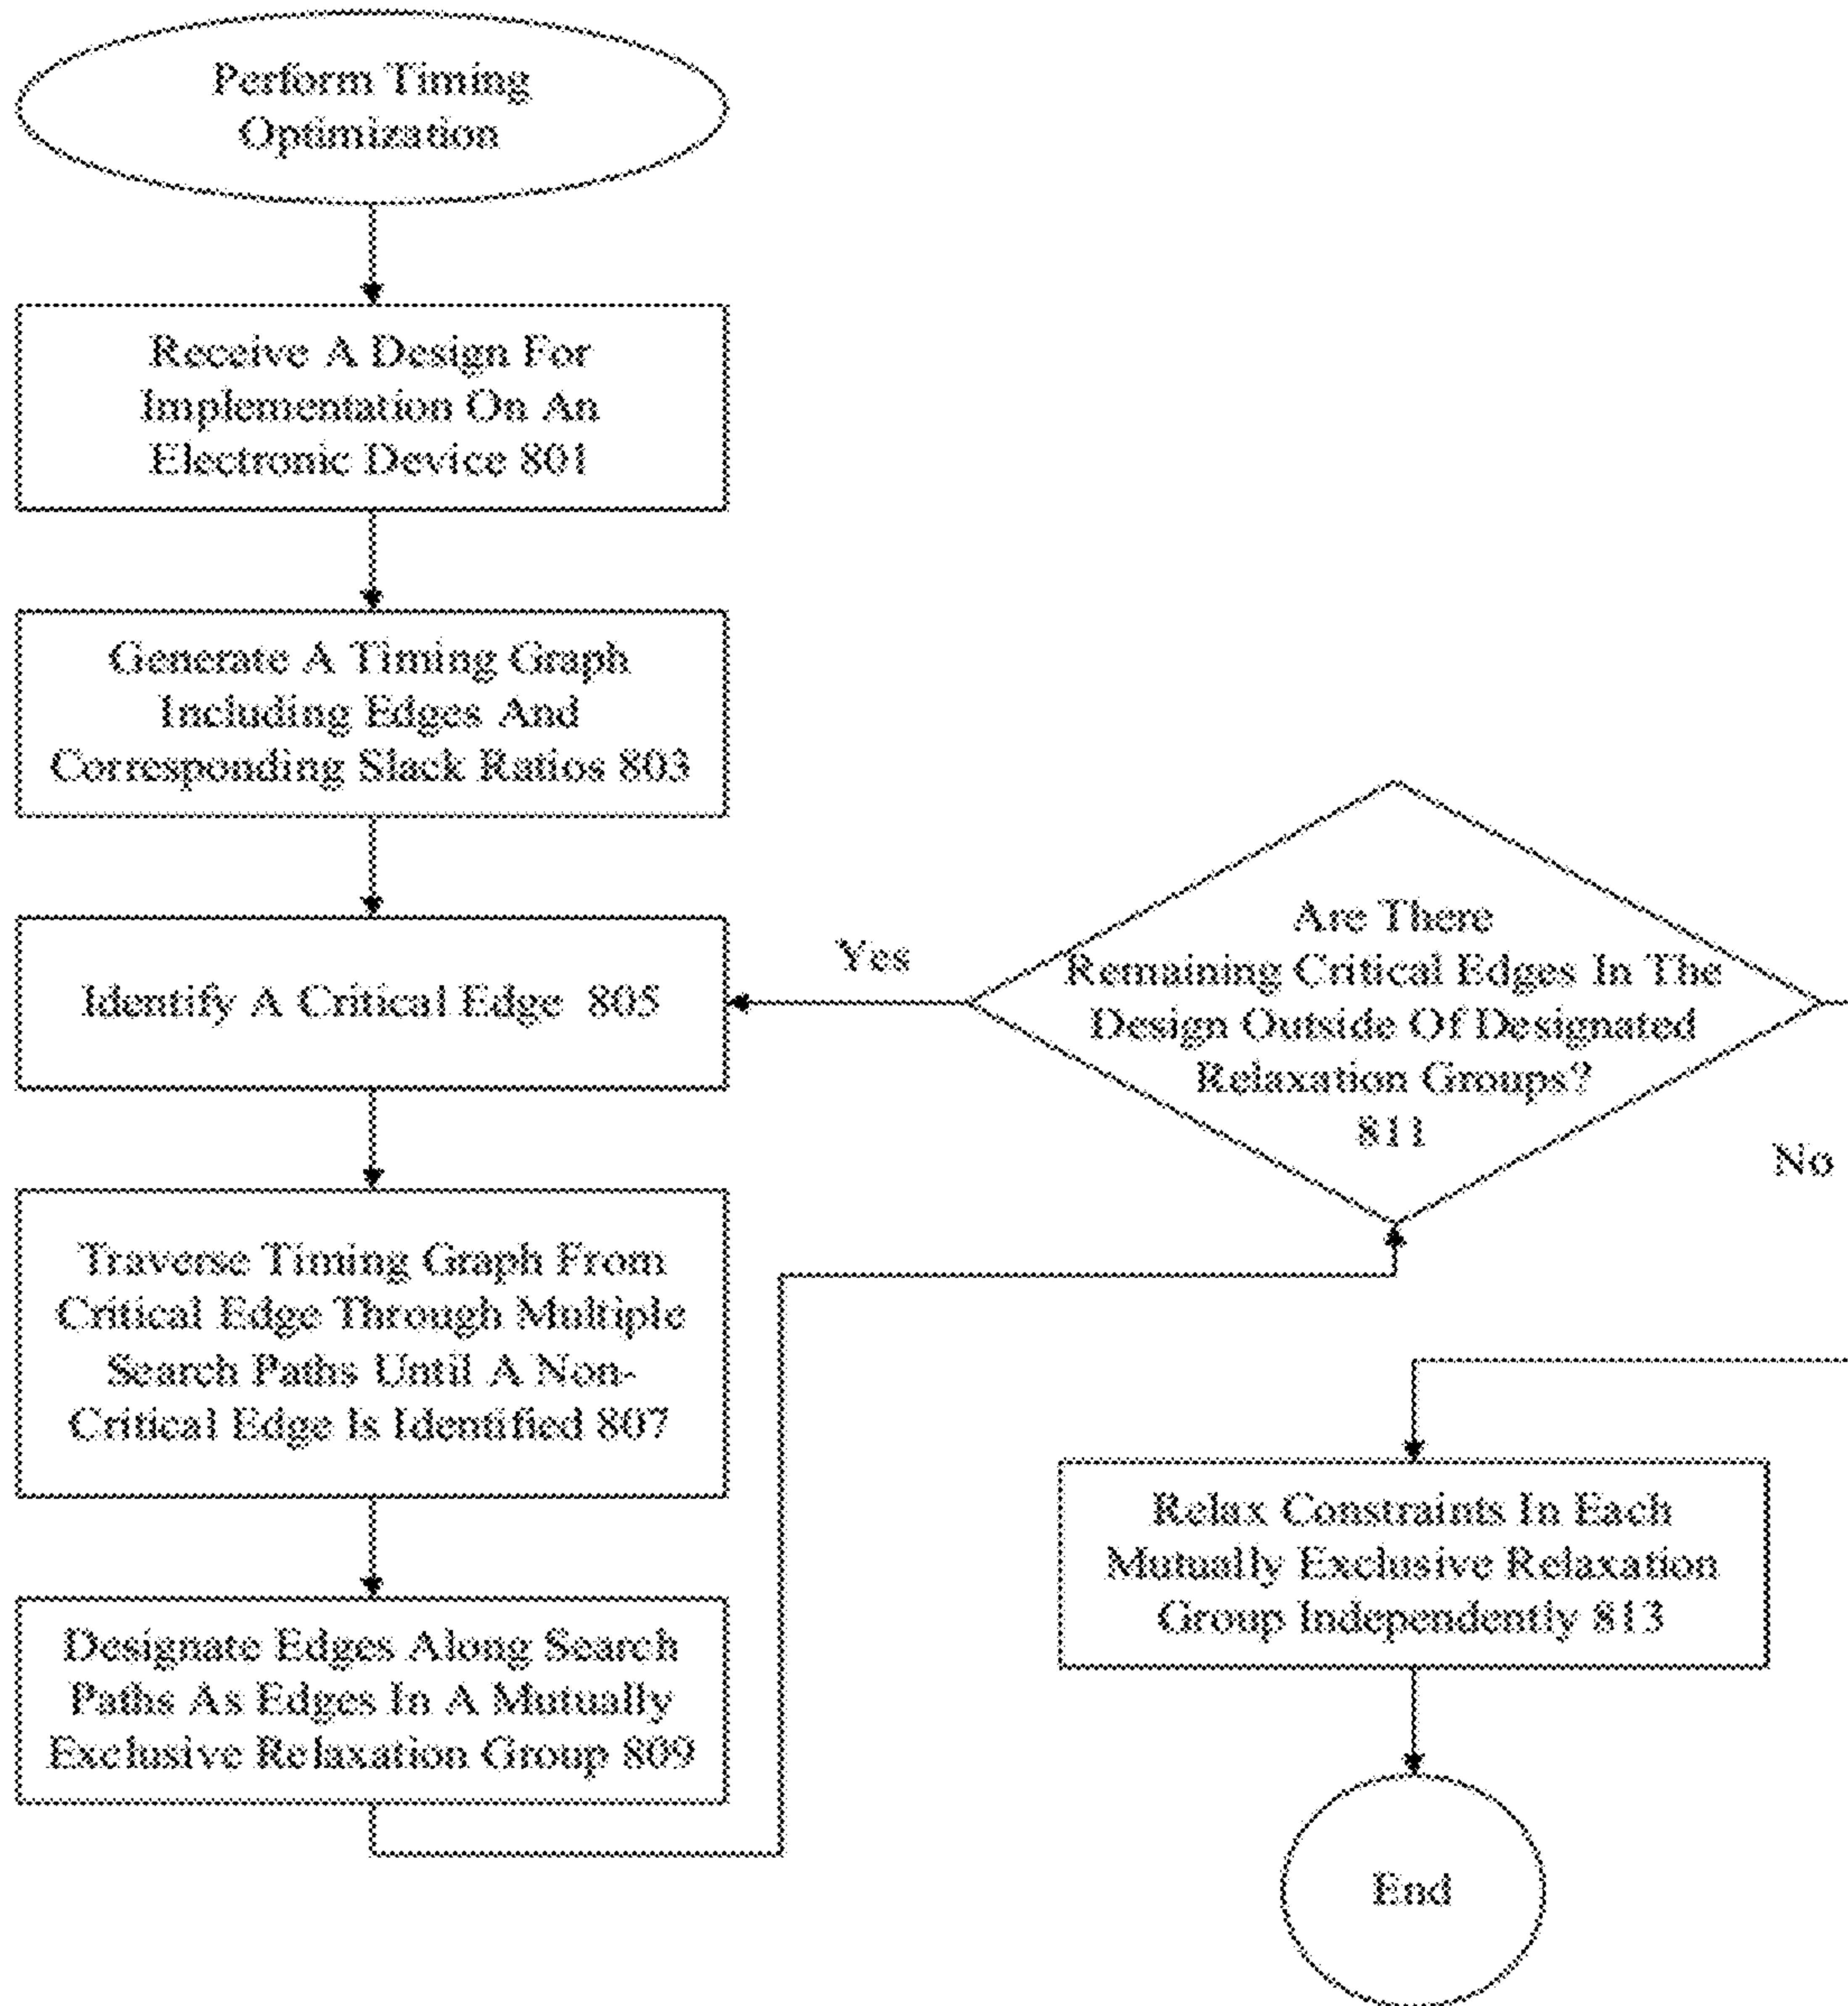 Perform Timing
Optimization
Receive A Design For
Implementation On An
Electronic Device 801
Generate A Timing Graph
Including Edges And
Corresponding Slack Ratios 803
Identify A Critical Edge 805
Traverse Timing Graph From
Critical Edge Through Multiple
Search Paths Until A Non-
Critical Edge Is Identified 807
Designate Edges Along Search
Paths As Edges In A Mutually
Exclusive Relaxation Group 809
Are There
Remaining Critical Edges In The
Design Outside Of Designated
Relaxation Groups?
811
Yes
No
Relax Constraints In Each
Mutually Exclusive Relaxation
Group Independently 813
End